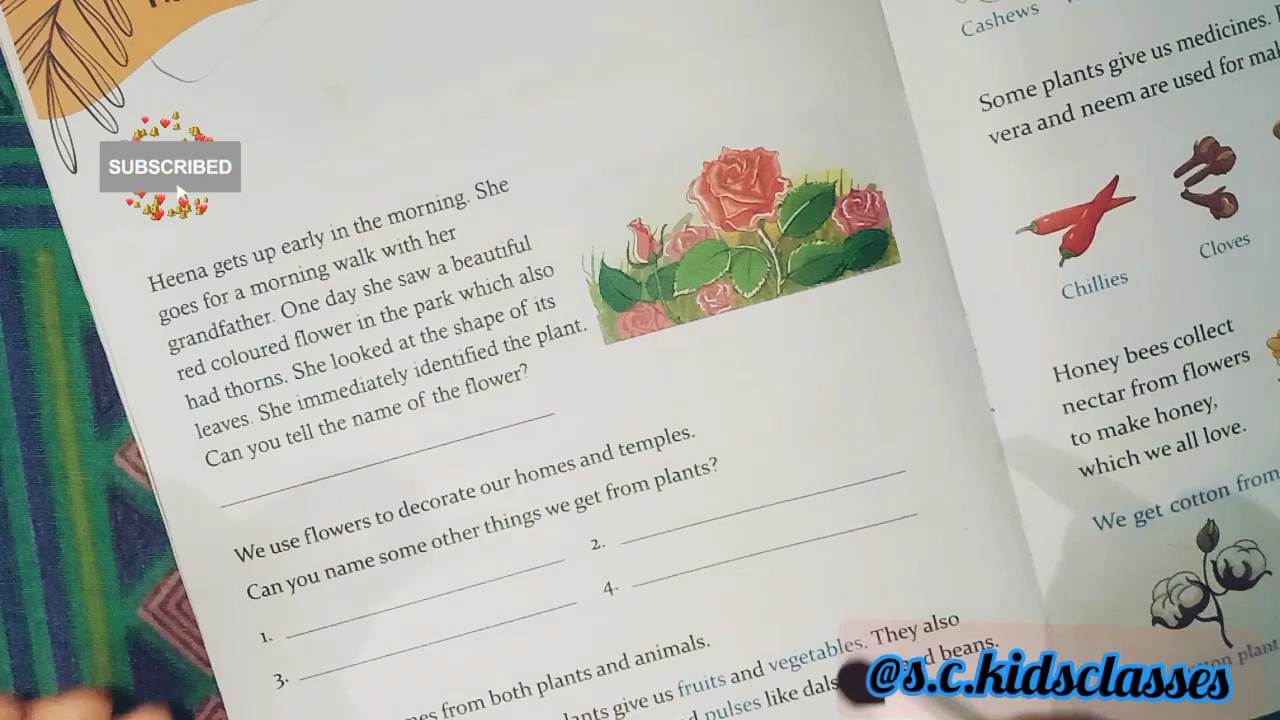 SUBSCRIBED
Heena gets up early in the morning. She
goes for a morning walk with her
grandfather. One day she saw a beautiful
red coloured flower in the park which also
had thorns. She looked at the shape of its
leaves. She immediately identified the plant.
Can you tell the name of the flower?
We use flowers to decorate our homes and temples.
Can you name some other things we get from plants?
1.
2.
3.
4.
from both plants and animals.
give us fruits and vegetables. They also
pulses like dals
beans.
Cashews
Some plants give us medicines.
vera and neem are used for
Chillies
Cloves
Honey bees collect
nectar from flowers
to make honey,
which we all love.
We get cotton from
plant
@s.c.kidsclasses